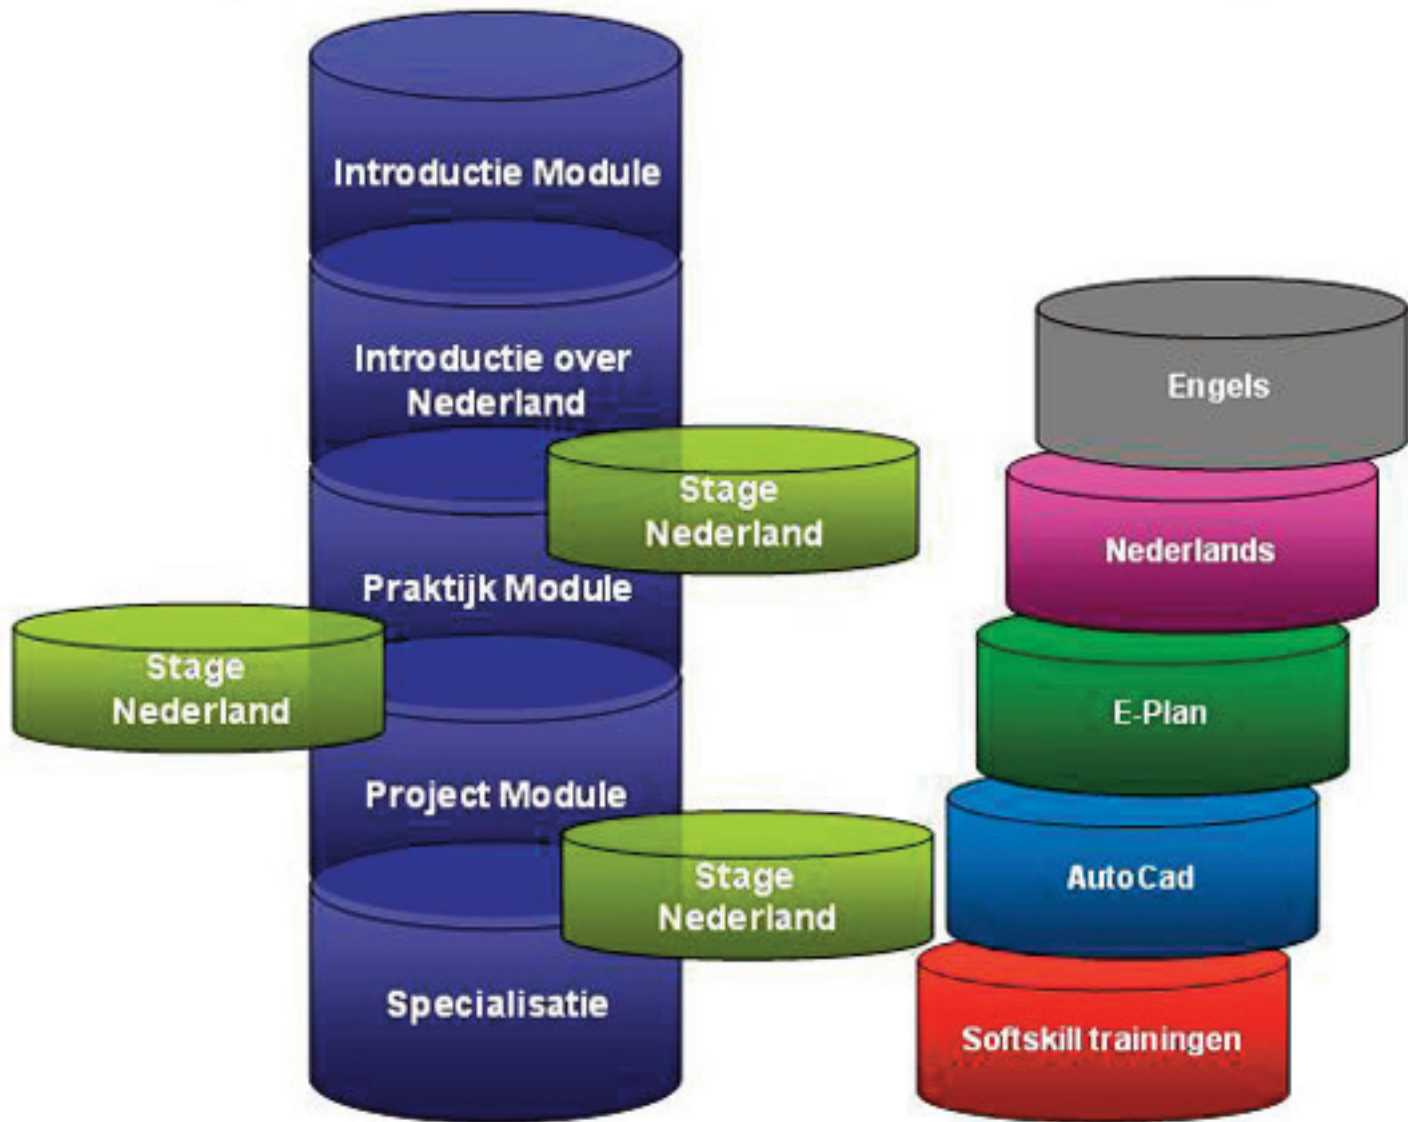 Introductie Module
Introductie over
Nederland
Stage
Nederland
Praktijk Module
Stage
Nederland
Project Module
Stage
Nederland
Specialisatie
Engels
Nederlands
E-Plan
AutoCad
Softskill trainingen